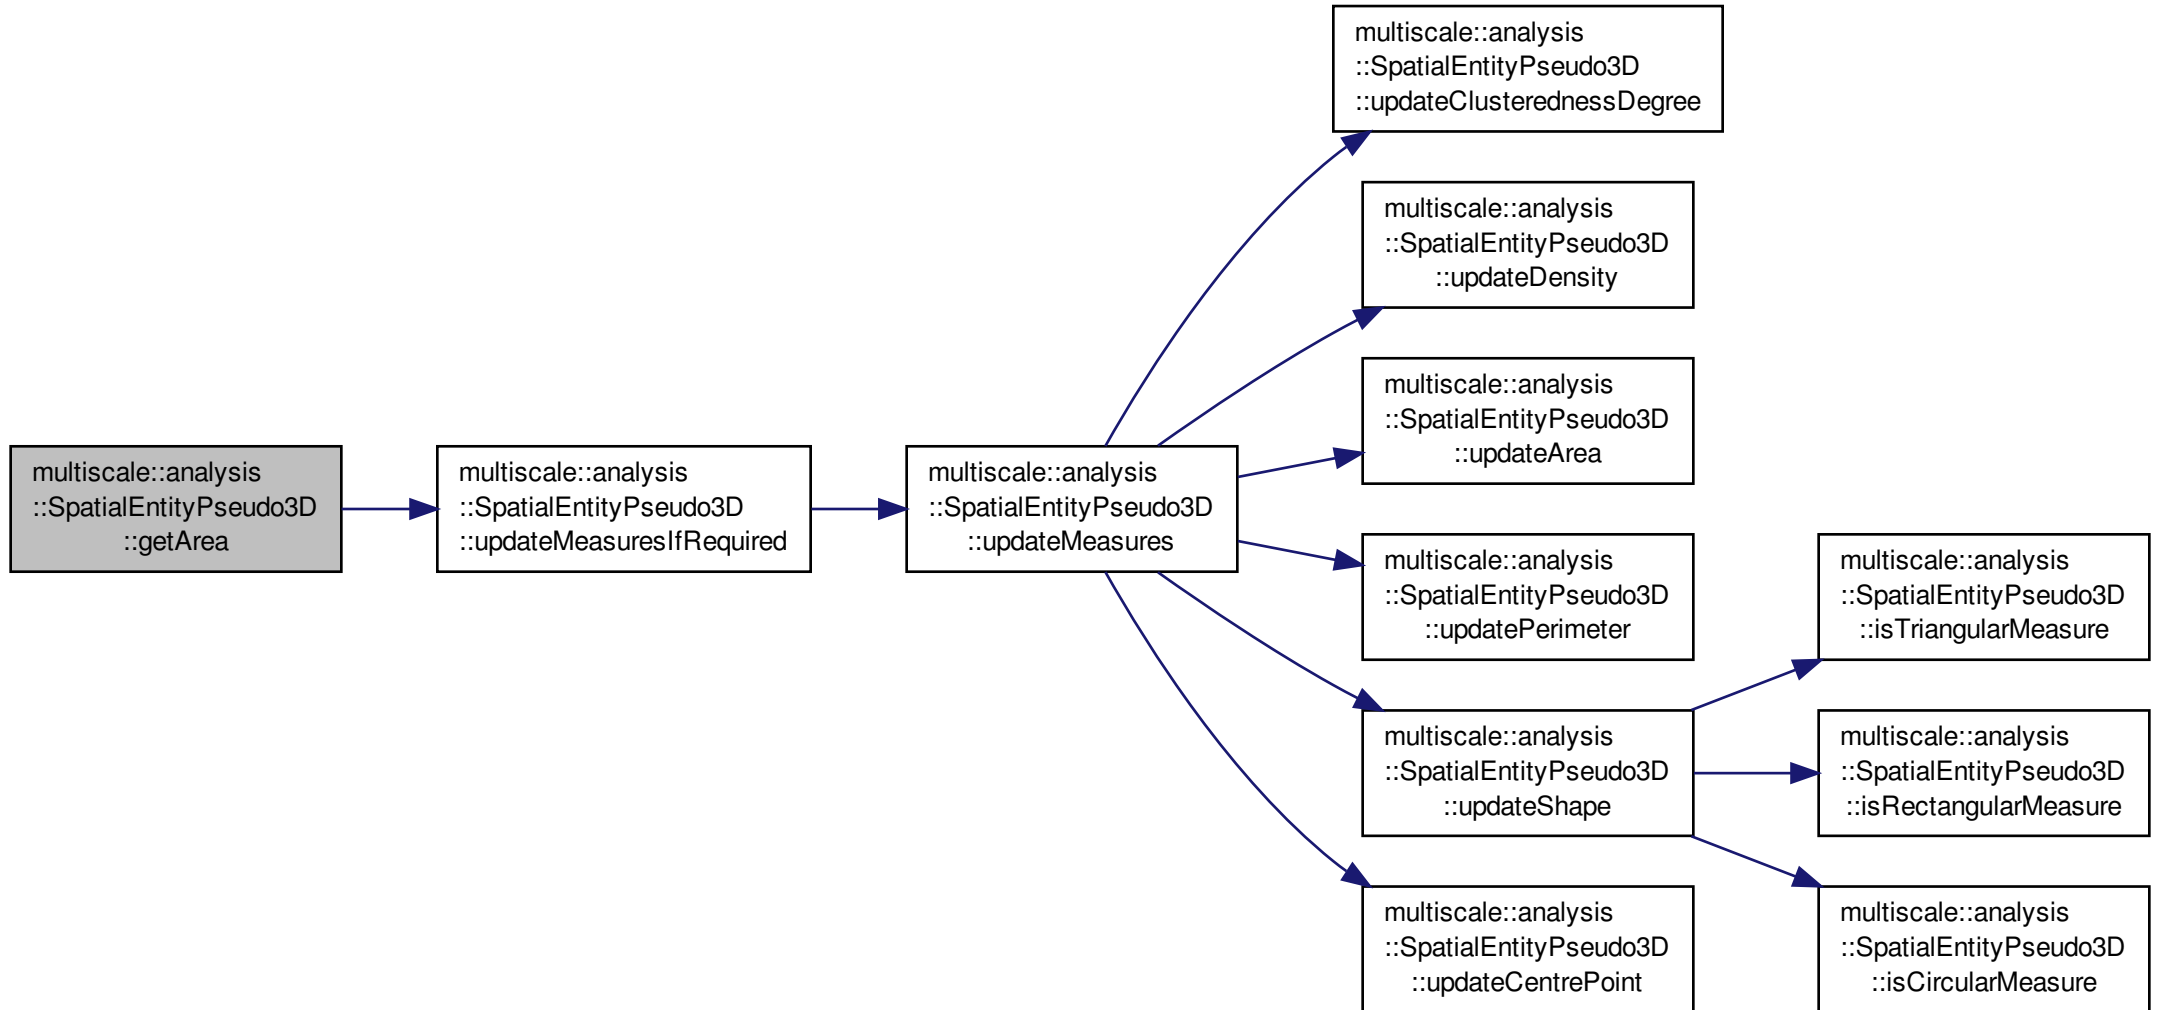 multiscale::analysis
::SpatialEntityPseudo3D
::updateClusterednessDegree
multiscale::analysis
::SpatialEntityPseudo3D
::updateDensity
multiscale::analysis
::SpatialEntityPseudo3D
::updateArea
multiscale::analysis
::SpatialEntityPseudo3D
::getArea
multiscale::analysis
::SpatialEntityPseudo3D
::updateMeasuresIfRequired
multiscale::analysis
::SpatialEntityPseudo3D
::updateMeasures
multiscale::analysis
::SpatialEntityPseudo3D
::updatePerimeter
multiscale::analysis
::SpatialEntityPseudo3D
::isTriangularMeasure
multiscale::analysis
::SpatialEntityPseudo3D
::updateShape
multiscale::analysis
::SpatialEntityPseudo3D
::isRectangularMeasure
multiscale::analysis
::SpatialEntityPseudo3D
::updateCentrePoint
multiscale::analysis
::SpatialEntityPseudo3D
::isCircularMeasure